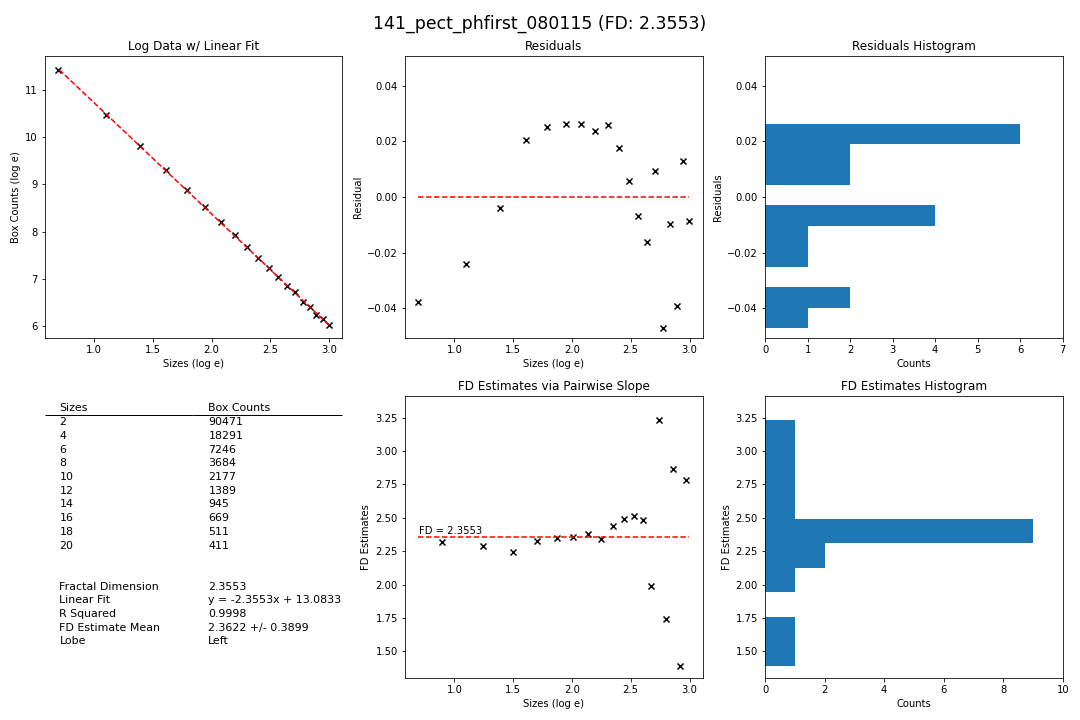 141_pect_phfirst_080115 (FD: 2.3553)
Log Data w/ Linear Fit
Box Counts (log e)
11
10
9
8
7
6
1.0 1.5 2.0 2.5 3.0
Sizes (log e)
Residuals
Residual
0.04
0.02
0.00
−0.02
−0.04
1.0 1.5 2.0 2.5 3.0
Sizes (log e)
Residuals Histogram
Residuals
0.04
0.02
0.00
−0.02
−0.04
0 1 2 3 4 5 6 7
Counts
Sizes Box Counts
2 90471
4 18291
6 7246
8 3684
10 2177
12 1389
14 945
16 669
18 511
20 411
Fractal Dimension 2.3553
Linear Fit y = -2.3553x + 13.0833
R Squared 0.9998
FD Estimate Mean 2.3622 +/- 0.3899
Lobe Left
FD Estimates via Pairwise Slope
FD Estimates
3.25
3.00
2.75
2.50
2.25
2.00
1.75
1.50
FD = 2.3553
1.0 1.5 2.0 2.5 3.0
Sizes (log e)
FD Estimates Histogram
FD Estimates
3.25
3.00
2.75
2.50
2.25
2.00
1.75
1.50
0 2 4 6 8 10
Counts